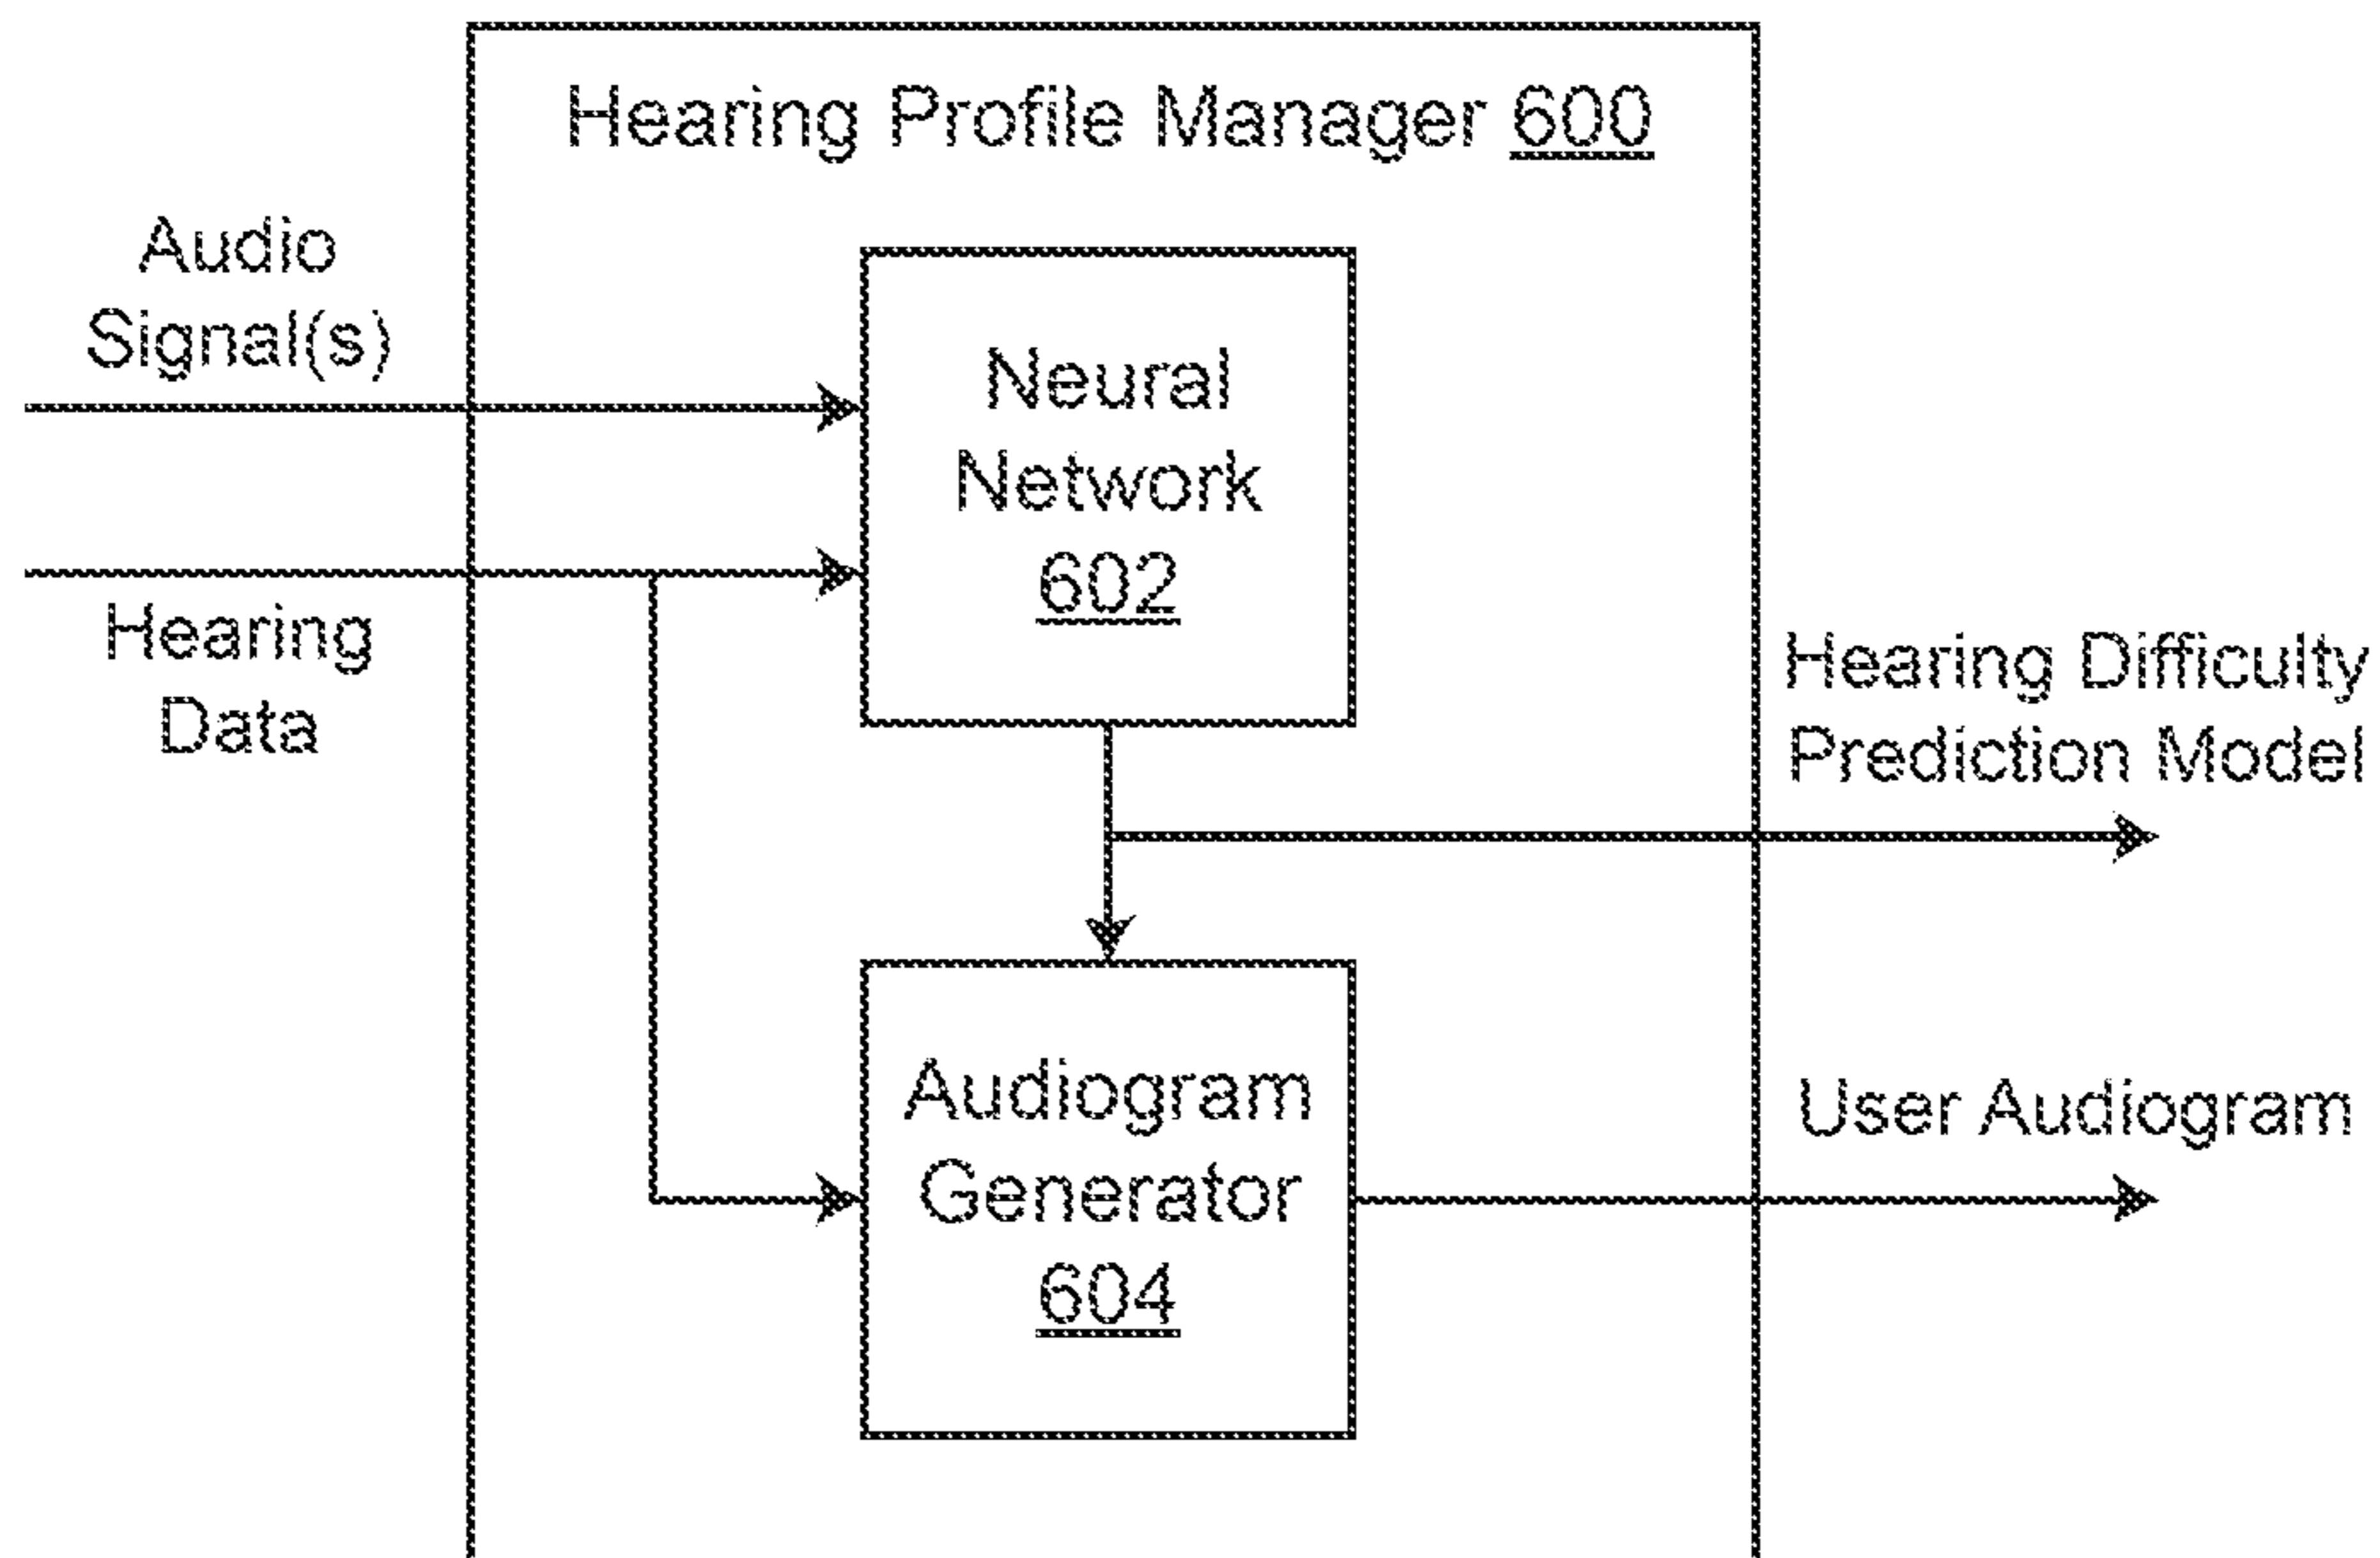 Hearing Profile Manager 600
Audio
Signal(s)
Neural
Network
602
Hearing
Data
Hearing Difficulty
Prediction Model
Audiogram
Generator
604
User Audiogram